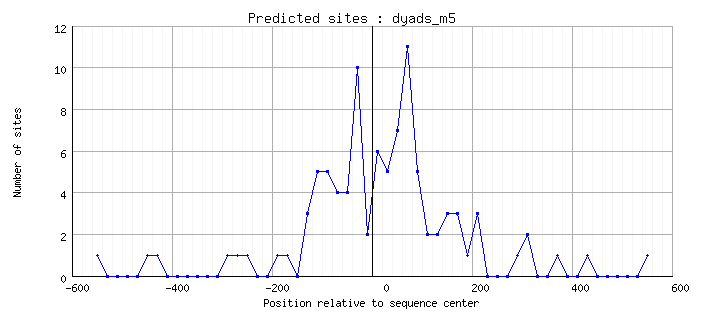 Predicted sites : dyads_m5
12
10
8
6
4
2
0
Number of sites
-600 -400 -200 0 200 400 600
Position relative to sequence center